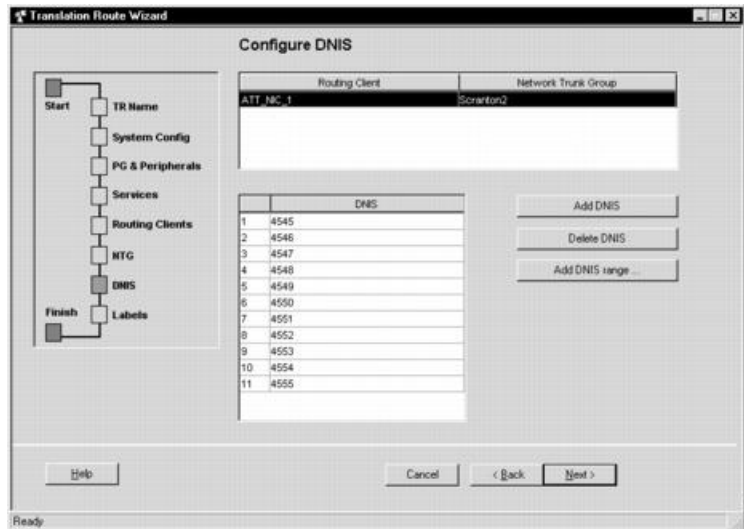 Translation Route Wizard
Configure DNIS
Start
TR Name
System Config
PG & Peripherals
Services
Routing Clients
NTG
DNIS
Finish
Labels
Routing Client Network Trunk Group
ATT_NIC_1 Scranton2
DNIS
1 4545
2 4546
3 4547
4 4548
5 4549
6 4550
7 4551
8 4552
9 4553
10 4554
11 4555
Add DNIS
Delete DNIS
Add DNIS range ...
Help
Cancel
< Back
Next >
Ready